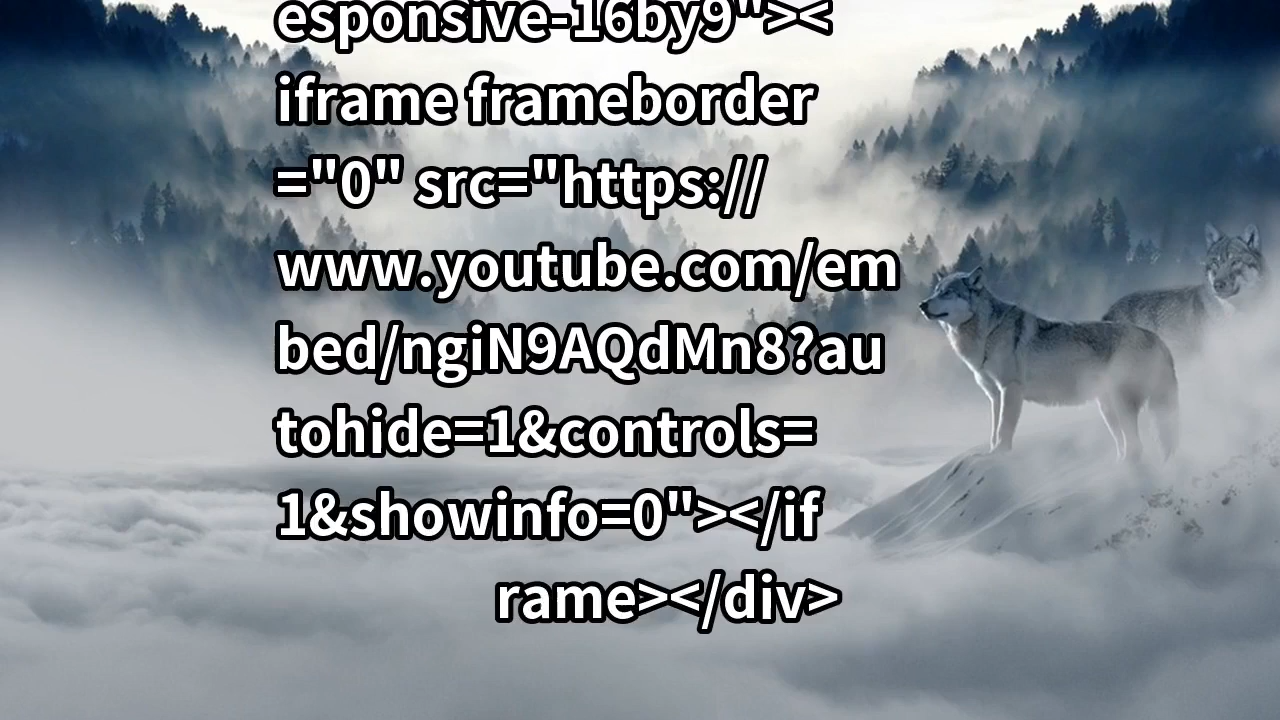 esponsive-16by9"><
iframe frameborder
="0" src="https://
www.youtube.com/em
bed/ngiN9AQdMn8?au
tohide=1&controls=
1&showinfo=0"></if
rame></div>